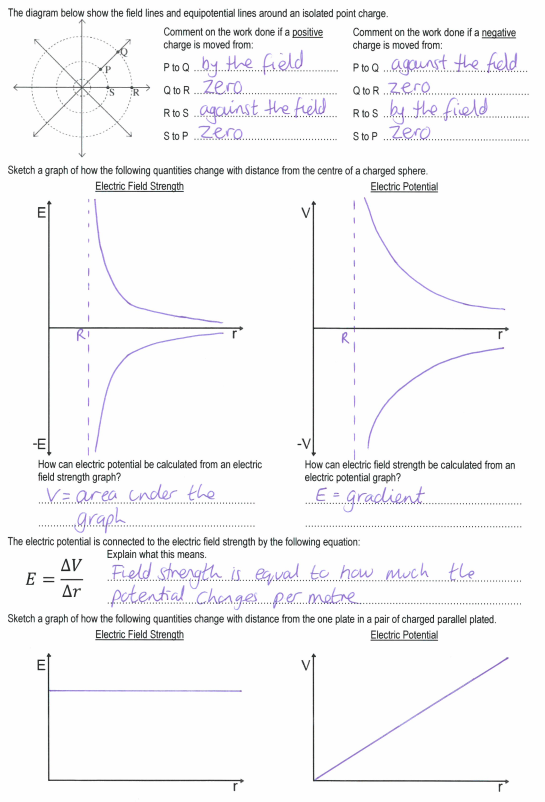 The diagram below show the field lines and equipotential lines around an isolated point charge.
Q
P
S
R
Comment on the work done if a positive
charge is moved from:
P to Q by the field
Q to R zero
R to S against the field
S to P zero
Comment on the work done if a negative
charge is moved from:
P to Q against the field
Q to R zero
R to S by the field
S to P zero
Sketch a graph of how the following quantities change with distance from the centre of a charged sphere.
Electric Field Strength
E
R
r
-E
Electric Potential
V
R
r
-V
How can electric potential be calculated from an electric
field strength graph?
V = area under the
graph
How can electric field strength be calculated from an
electric potential graph?
E = gradient
The electric potential is connected to the electric field strength by the following equation:
E = ΔV/Δr
Explain what this means.
Field strength is equal to how much the
potential changes per metre
Sketch a graph of how the following quantities change with distance from the one plate in a pair of charged parallel plated.
Electric Field Strength
E
r
Electric Potential
V
r